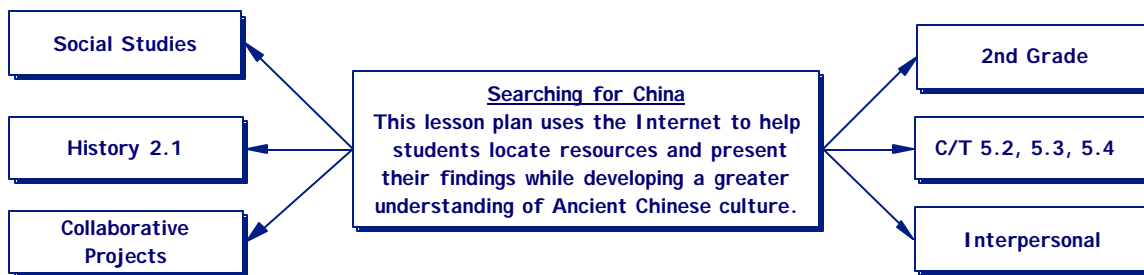 Social Studies
History 2.1
Collaborative
Projects
Searching for China
This lesson plan uses the Internet to help
students locate resources and present
their findings while developing a greater
understanding of Ancient Chinese culture.
2nd Grade
C/T 5.2, 5.3, 5.4
Interpersonal